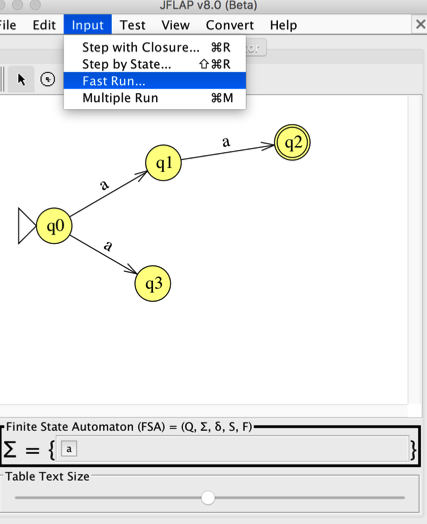 JFLAP v8.0 (Beta)
File Edit Input Test View Convert Help
Step with Closure... ⌘R
Step by State... ⇧⌘R
Fast Run...
Multiple Run ⌘M
a
q2
q1
a
q0
a
q3
Finite State Automaton (FSA) = (Q, Σ, δ, S, F)
Σ = { a }
Table Text Size